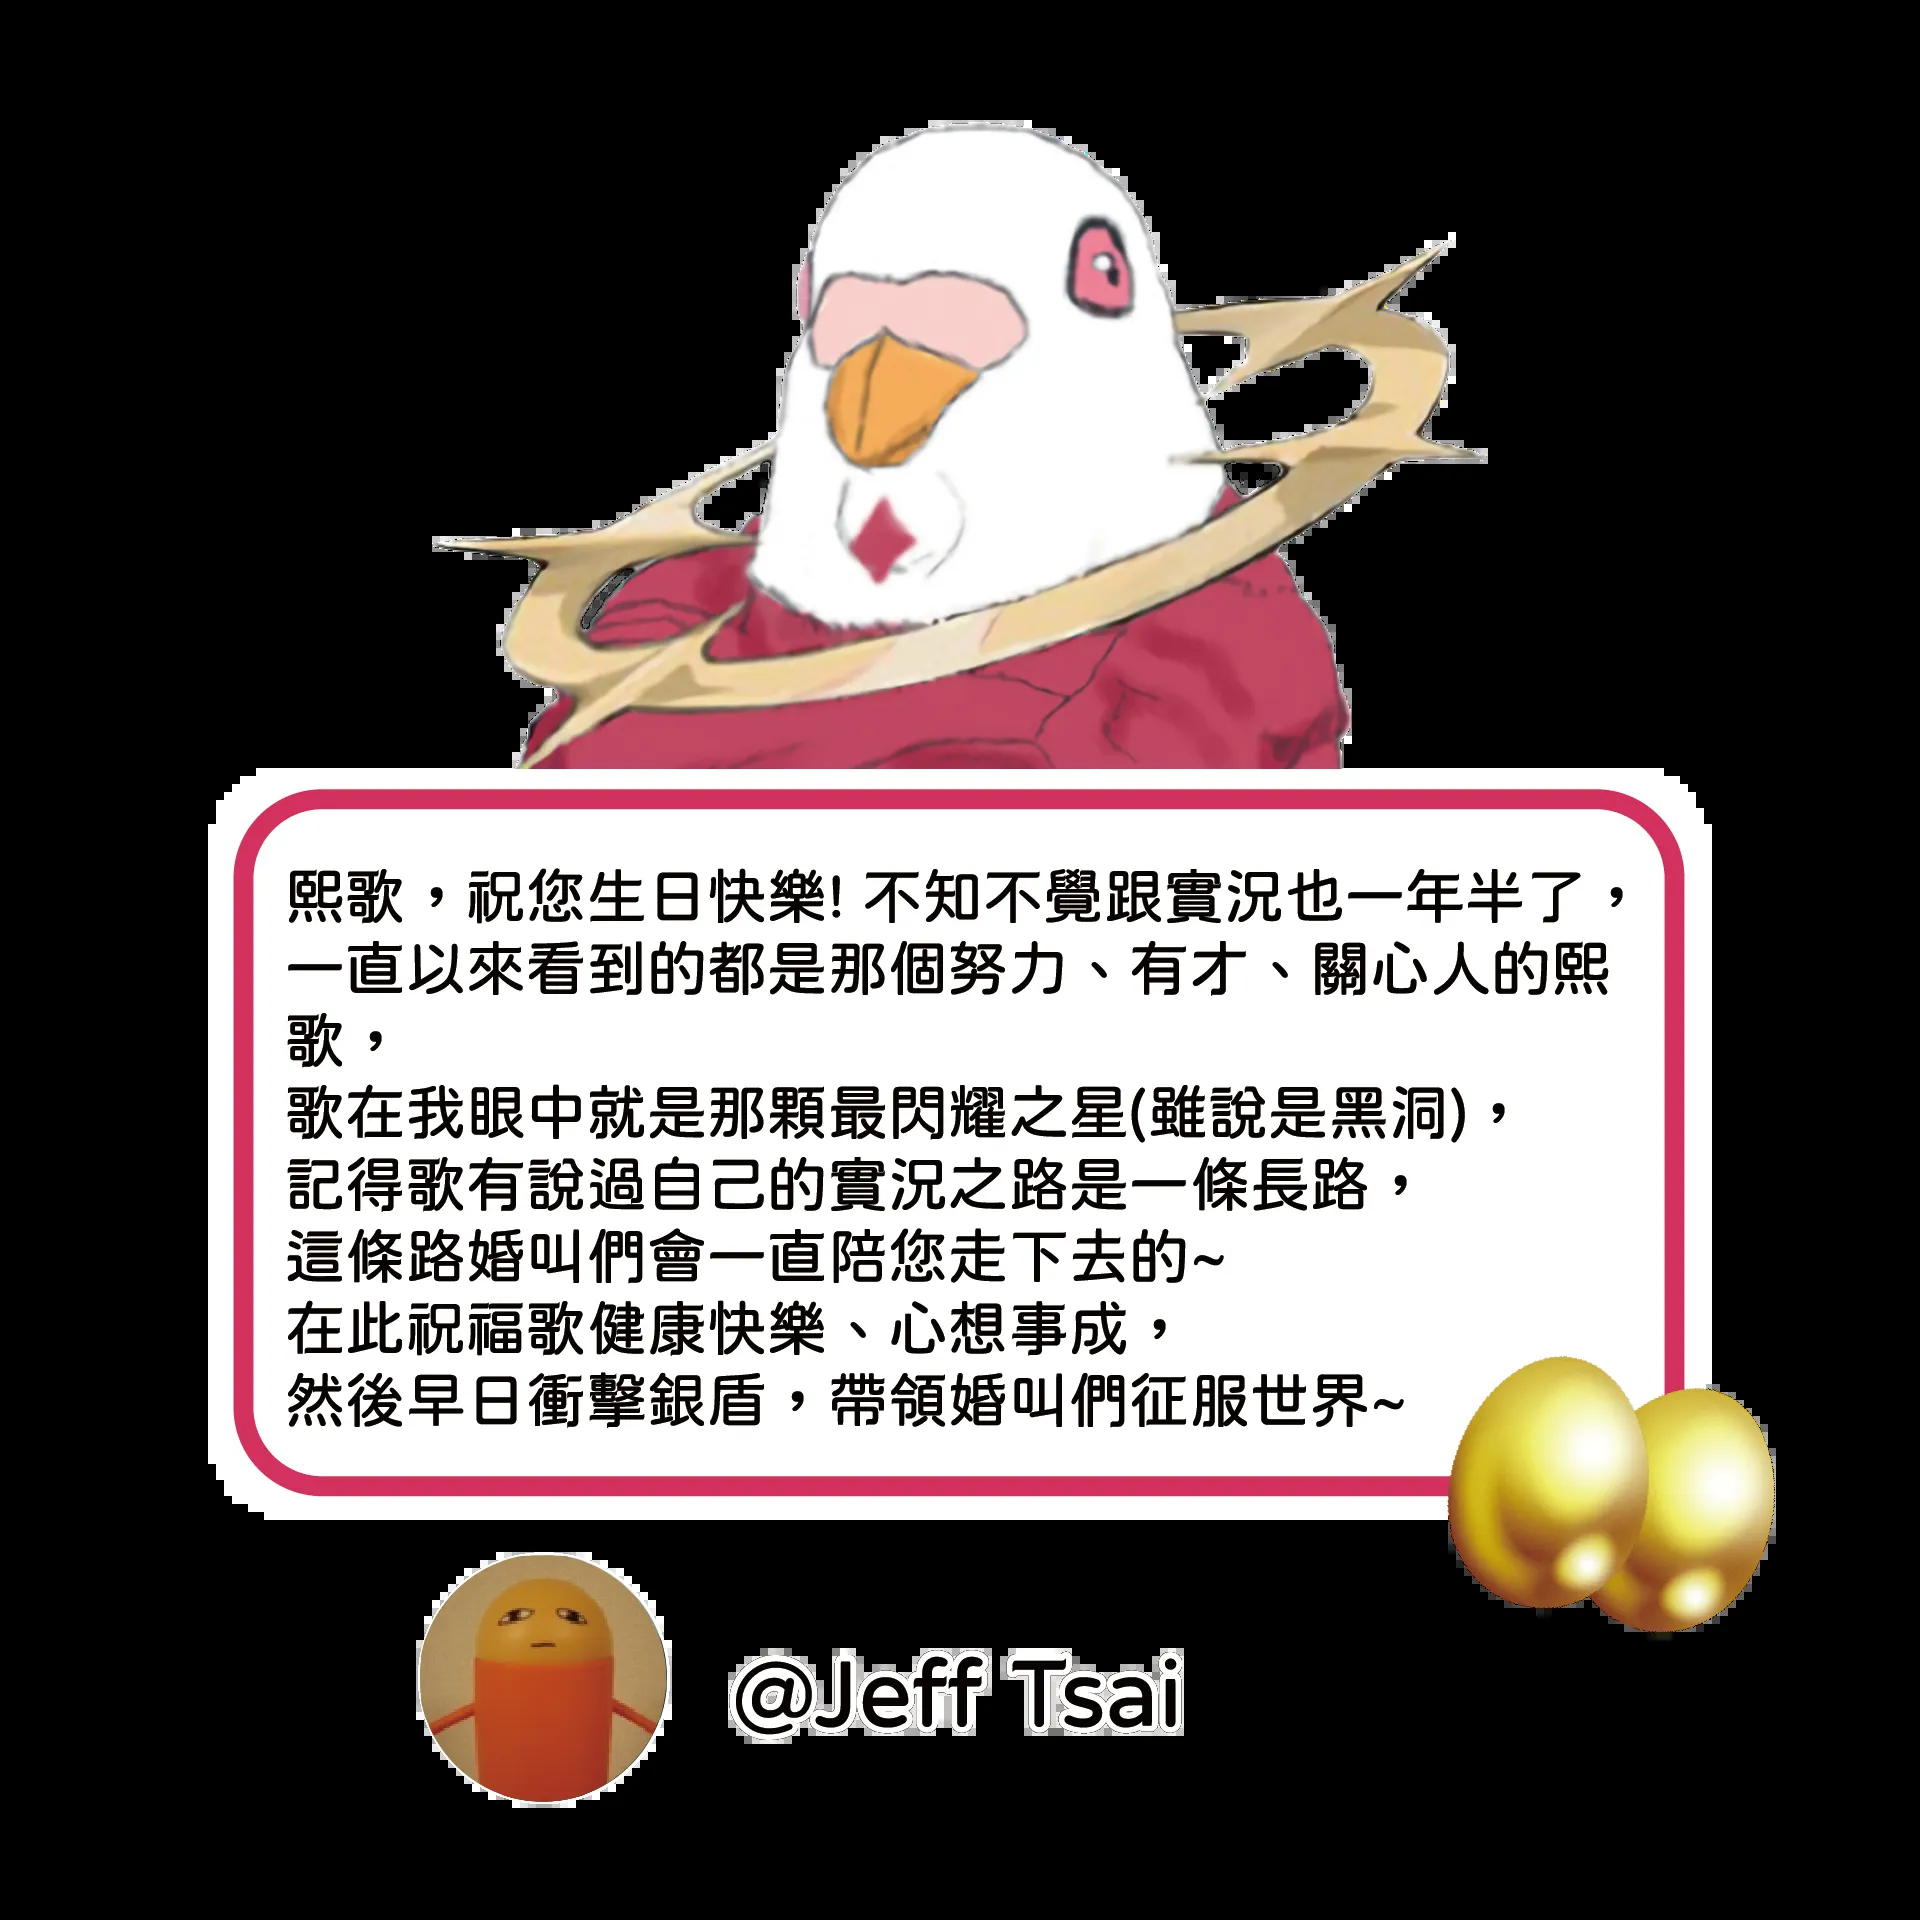 熙歌，祝您生日快樂! 不知不覺跟實況也一年半了，
一直以來看到的都是那個努力、有才、關心人的熙
歌，
歌在我眼中就是那顆最閃耀之星(雖說是黑洞)，
記得歌有說過自己的實況之路是一條長路，
這條路婚叫們會一直陪您走下去的~
在此祝福歌健康快樂、心想事成，
然後早日衝擊銀盾，帶領婚叫們征服世界~
@Jeff Tsai